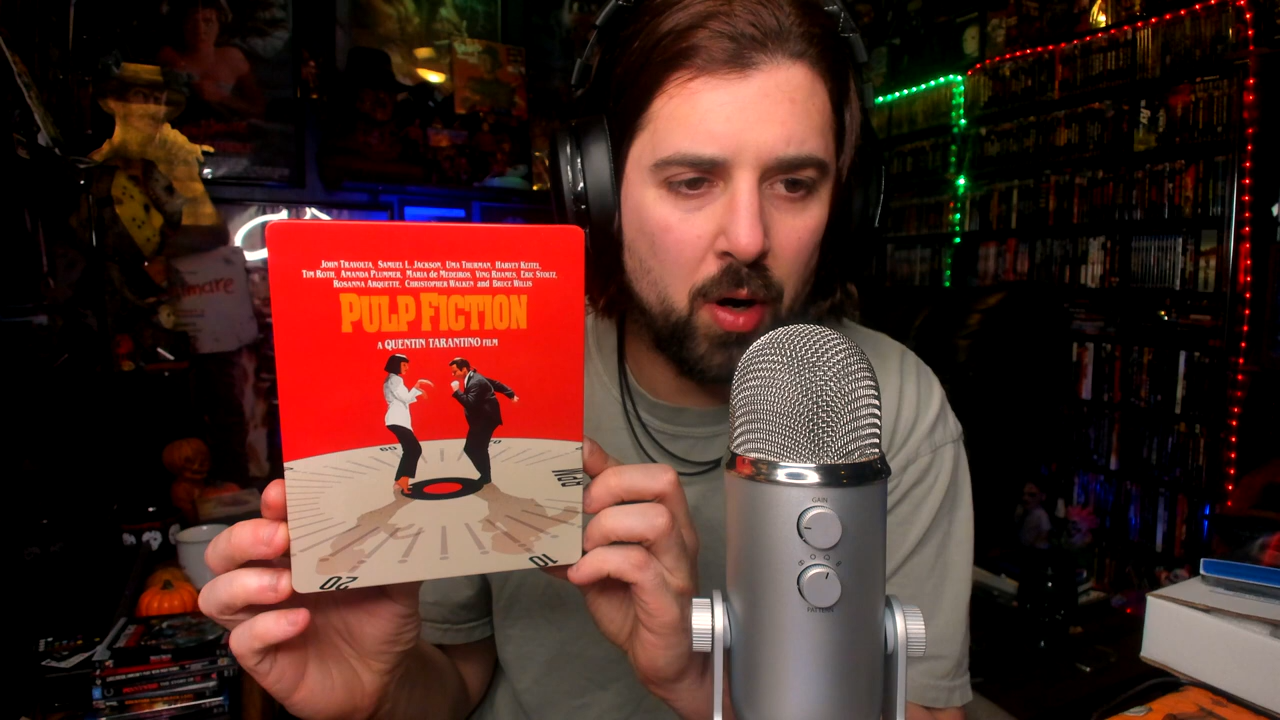 JOHN TRAVOLTA, SAMUEL L. JACKSON, UMA THURMAN, HARVEY KEITEL,
TIM ROTH, AMANDA PLUMMER, MARIA de MEDEIROS, VING RHAMES, ERIC STOLTZ,
ROSANNA ARQUETTE, CHRISTOPHER WALKEN and BRUCE WILLIS
PULP FICTION
A QUENTIN TARANTINO FILM
RPM
20
10
GAIN
PATTERN